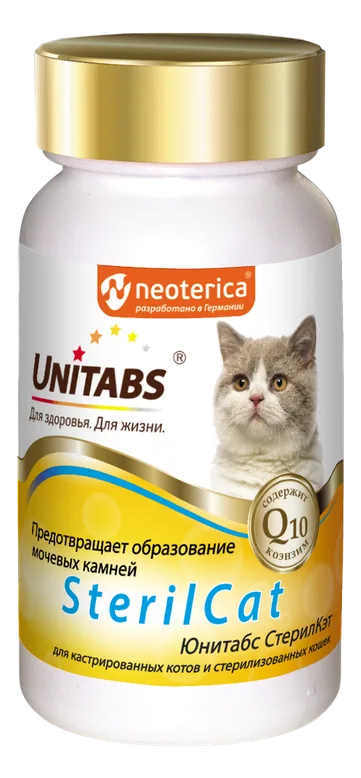 neoterica®
разработано в Германии
UNITABS®
Для здоровья. Для жизни.
содержит
Q10
коэнзим
Предотвращает образование
мочевых камней
SterilCat
Юнитабс СтерилКэт
для кастрированных котов и стерилизованных кошек